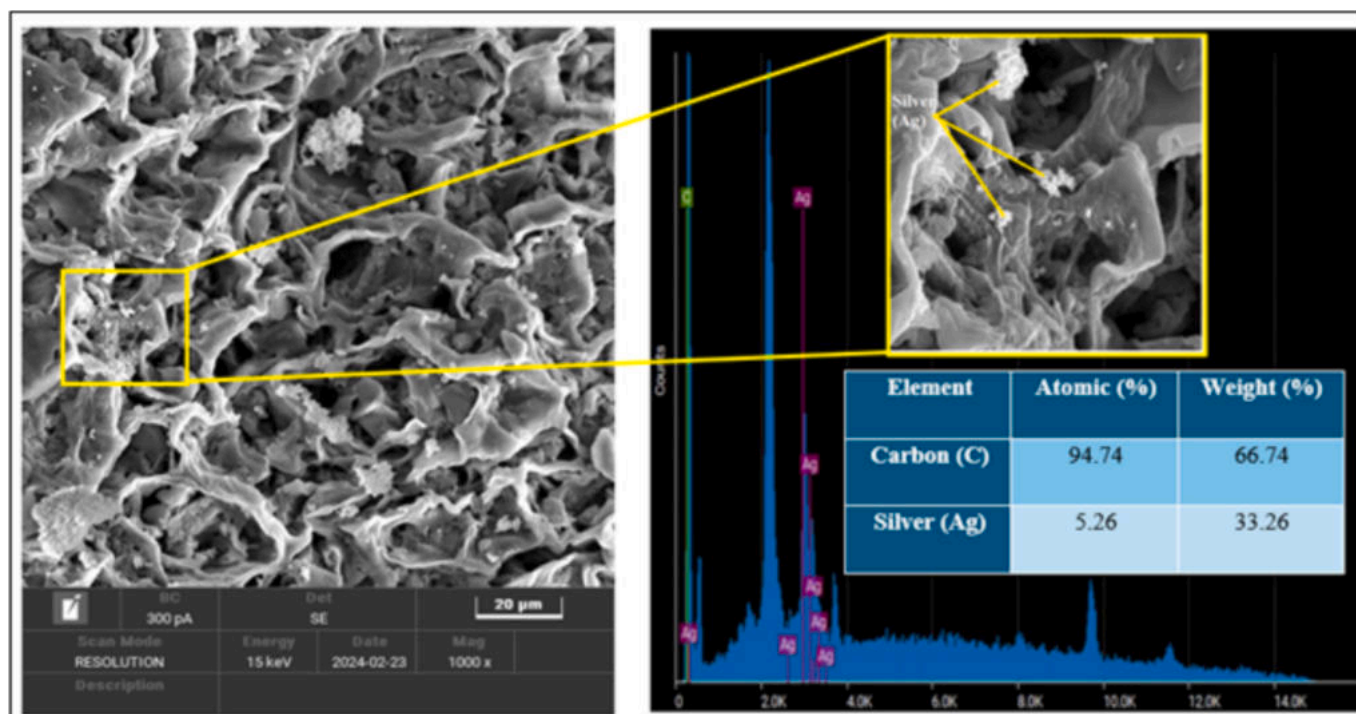 BC
300 pA
Det
SE
20 µm
Scan Mode
RESOLUTION
Energy
15 keV
Date
2024-02-23
Mag
1000 x
Description
Counts
C
Ag
Ag
Ag
Ag
Ag
Ag
Ag
0
2.0K
4.0K
6.0K
8.0K
10.0K
12.0K
14.0K
Silver
(Ag)
Element Atomic (%) Weight (%)
Carbon (C) 94.74 66.74
Silver (Ag) 5.26 33.26